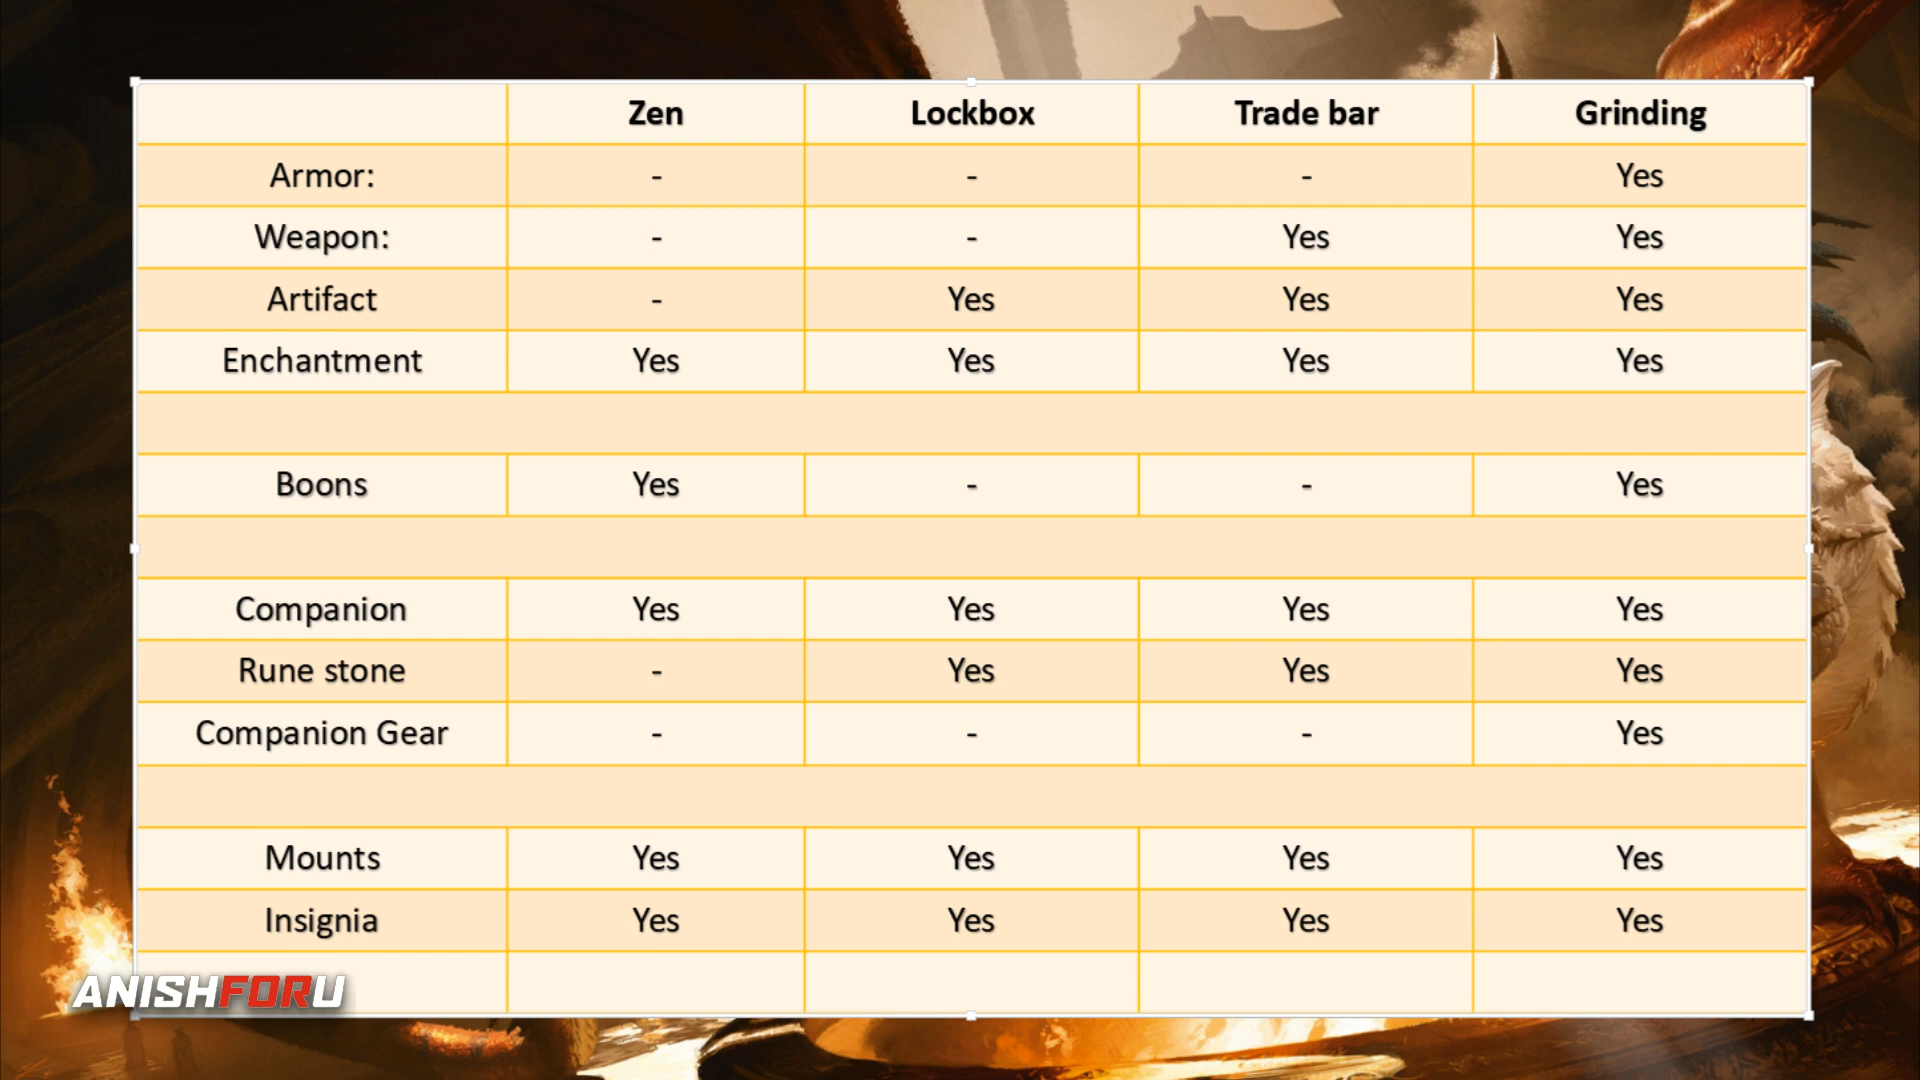 Zen Lockbox Trade bar Grinding
Armor: - - - Yes
Weapon: - - Yes Yes
Artifact - Yes Yes Yes
Enchantment Yes Yes Yes Yes
Boons Yes - - Yes
Companion Yes Yes Yes Yes
Rune stone - Yes Yes Yes
Companion Gear - - - Yes
Mounts Yes Yes Yes Yes
Insignia Yes Yes Yes Yes
ANISHFORU